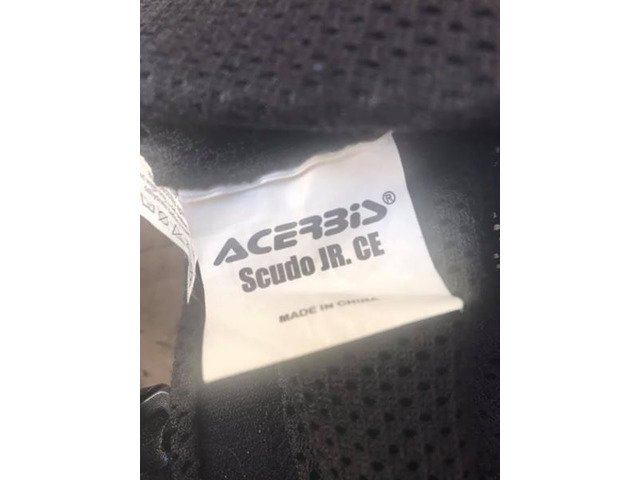 ACERBIS®
Scudo JR. CE
MADE IN CHINA